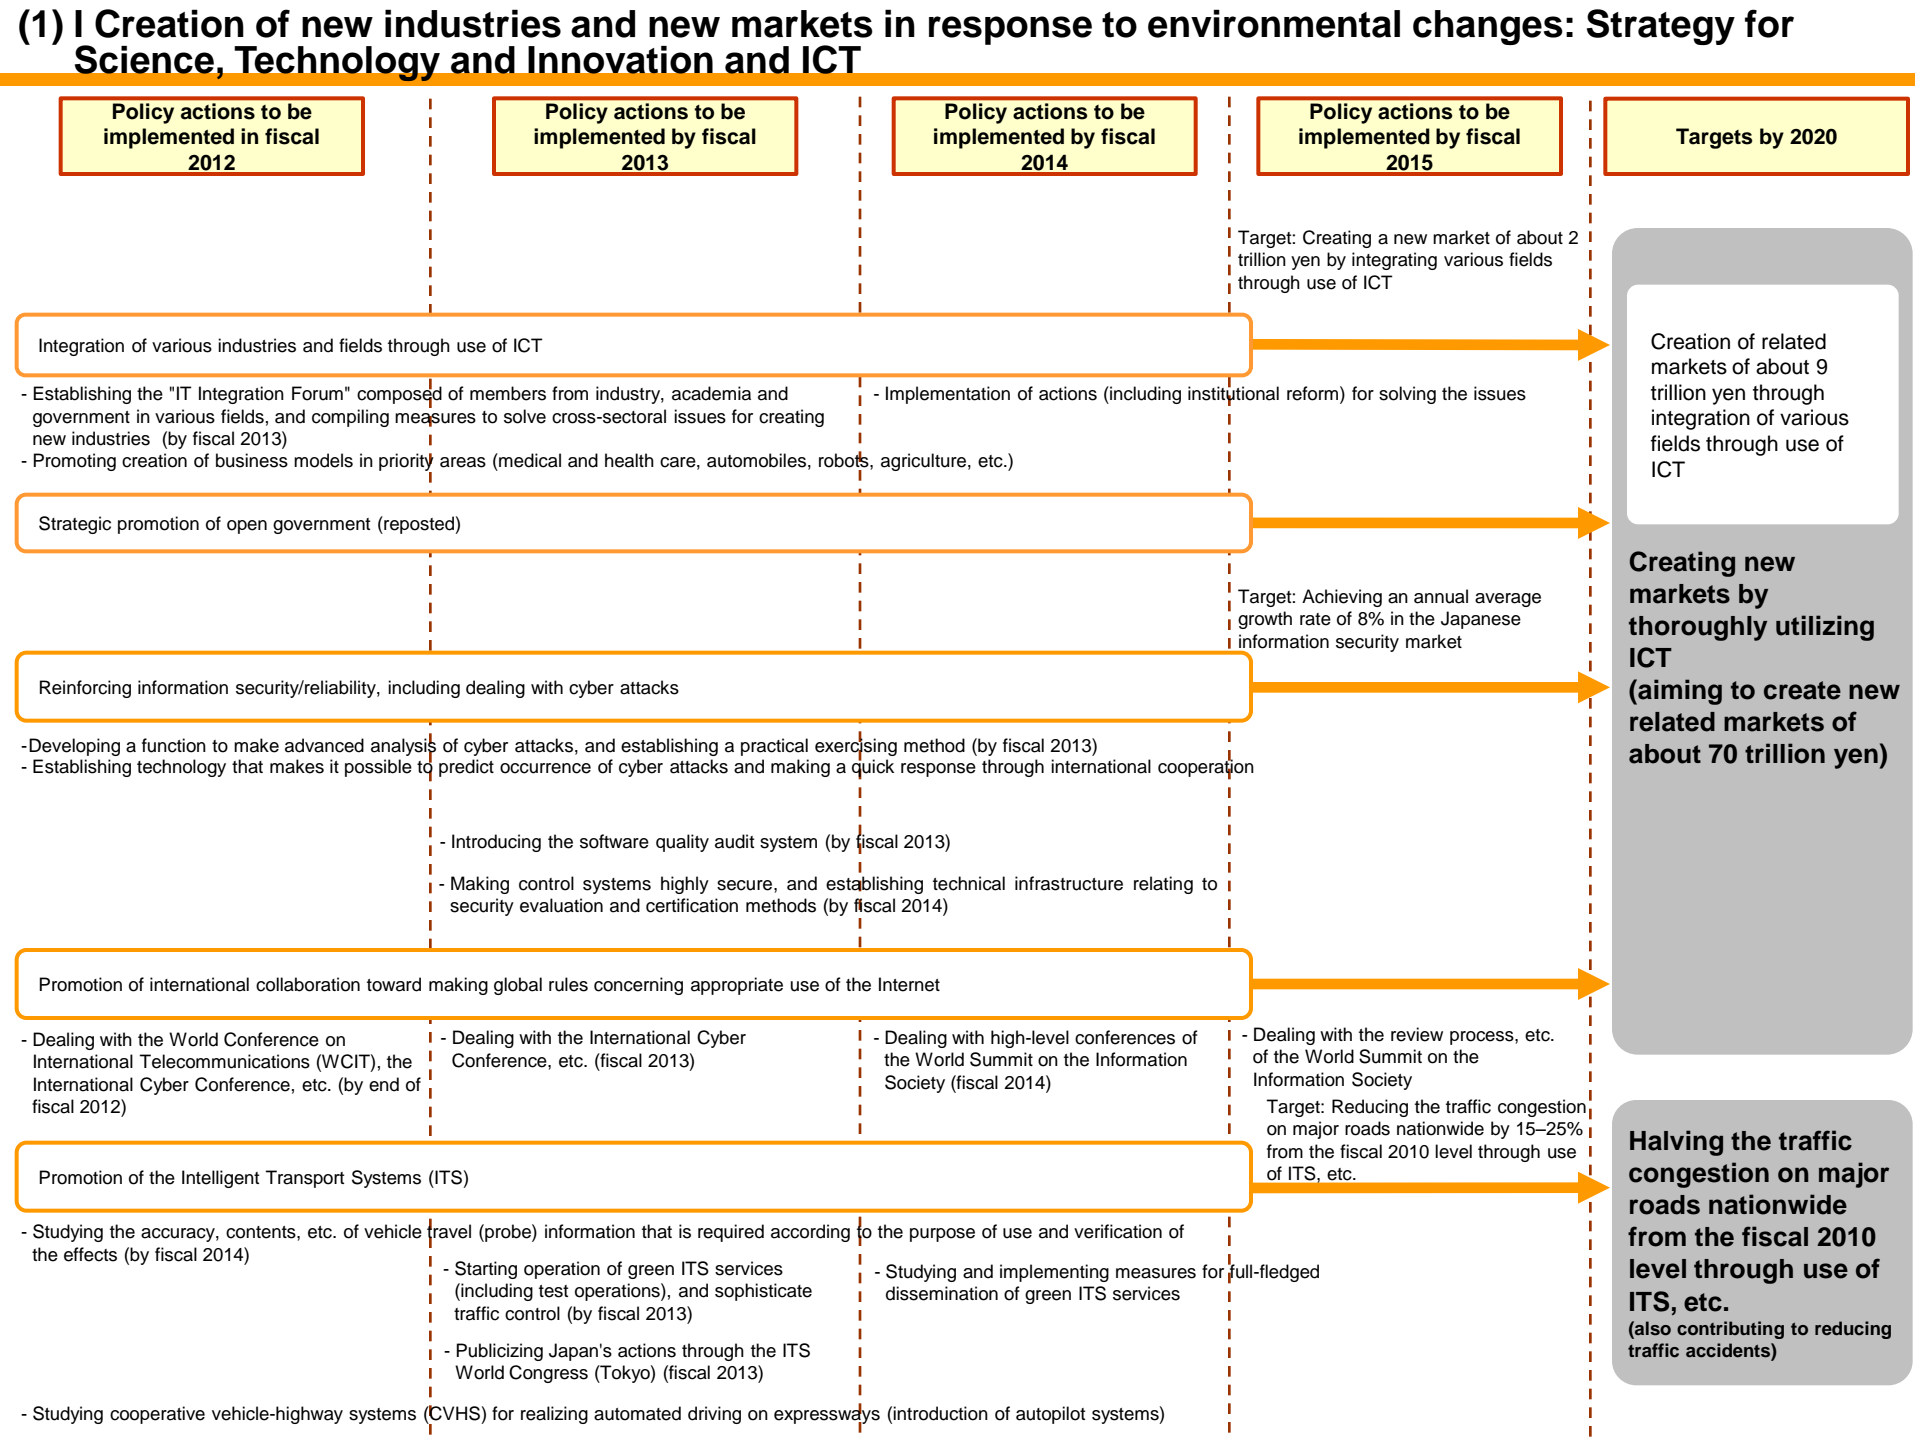 (1) I Creation of new industries and new markets in response to environmental changes: Strategy for
Science, Technology and Innovation and ICT
Policy actions to be
implemented in fiscal
2012
Policy actions to be
implemented by fiscal
2013
Policy actions to be
implemented by fiscal
2014
Policy actions to be
implemented by fiscal
2015
Targets by 2020
Target: Creating a new market of about 2
trillion yen by integrating various fields
through use of ICT
Integration of various industries and fields through use of ICT
- Establishing the "IT Integration Forum" composed of members from industry, academia and
government in various fields, and compiling measures to solve cross-sectoral issues for creating
new industries (by fiscal 2013)
- Promoting creation of business models in priority areas (medical and health care, automobiles, robots, agriculture, etc.)
- Implementation of actions (including institutional reform) for solving the issues
Creation of related
markets of about 9
trillion yen through
integration of various
fields through use of
ICT
Strategic promotion of open government (reposted)
Creating new
markets by
thoroughly utilizing
ICT
(aiming to create new
related markets of
about 70 trillion yen)
Target: Achieving an annual average
growth rate of 8% in the Japanese
information security market
Reinforcing information security/reliability, including dealing with cyber attacks
-Developing a function to make advanced analysis of cyber attacks, and establishing a practical exercising method (by fiscal 2013)
- Establishing technology that makes it possible to predict occurrence of cyber attacks and making a quick response through international cooperation
- Introducing the software quality audit system (by fiscal 2013)
- Making control systems highly secure, and establishing technical infrastructure relating to
security evaluation and certification methods (by fiscal 2014)
Promotion of international collaboration toward making global rules concerning appropriate use of the Internet
- Dealing with the World Conference on
International Telecommunications (WCIT), the
International Cyber Conference, etc. (by end of
fiscal 2012)
- Dealing with the International Cyber
Conference, etc. (fiscal 2013)
- Dealing with high-level conferences of
the World Summit on the Information
Society (fiscal 2014)
- Dealing with the review process, etc.
of the World Summit on the
Information Society
Target: Reducing the traffic congestion
on major roads nationwide by 15–25%
from the fiscal 2010 level through use
of ITS, etc.
Promotion of the Intelligent Transport Systems (ITS)
Halving the traffic
congestion on major
roads nationwide
from the fiscal 2010
level through use of
ITS, etc.
(also contributing to reducing
traffic accidents)
- Studying the accuracy, contents, etc. of vehicle travel (probe) information that is required according to the purpose of use and verification of
the effects (by fiscal 2014)
- Starting operation of green ITS services
(including test operations), and sophisticate
traffic control (by fiscal 2013)
- Studying and implementing measures for full-fledged
dissemination of green ITS services
- Publicizing Japan's actions through the ITS
World Congress (Tokyo) (fiscal 2013)
- Studying cooperative vehicle-highway systems (CVHS) for realizing automated driving on expressways (introduction of autopilot systems)